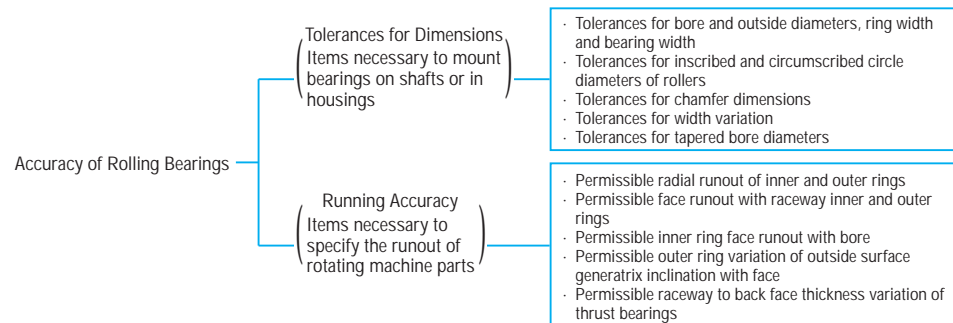 Accuracy of Rolling Bearings
Tolerances for Dimensions
(Items necessary to mount
bearings on shafts or in
housings)
· Tolerances for bore and outside diameters, ring width
and bearing width
· Tolerances for inscribed and circumscribed circle
diameters of rollers
· Tolerances for chamfer dimensions
· Tolerances for width variation
· Tolerances for tapered bore diameters
Running Accuracy
(Items necessary to
specify the runout of
rotating machine parts)
· Permissible radial runout of inner and outer rings
· Permissible face runout with raceway inner and outer
rings
· Permissible inner ring face runout with bore
· Permissible outer ring variation of outside surface
generatrix inclination with face
· Permissible raceway to back face thickness variation of
thrust bearings